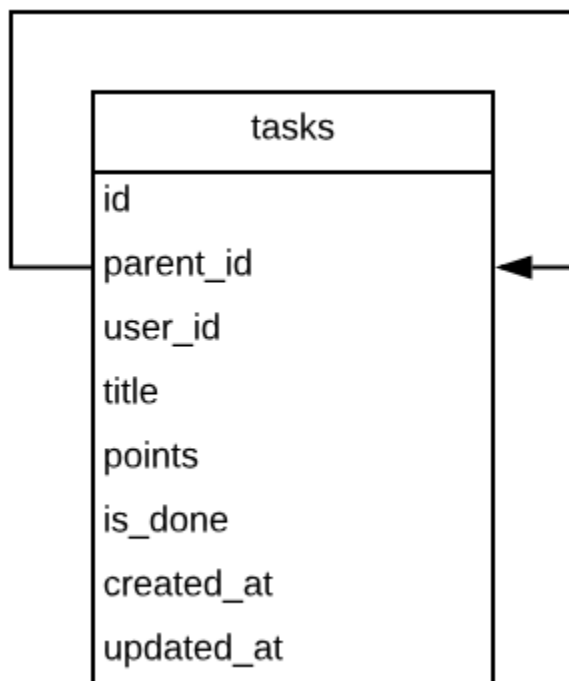 tasks
id
parent_id
user_id
title
points
is_done
created_at
updated_at